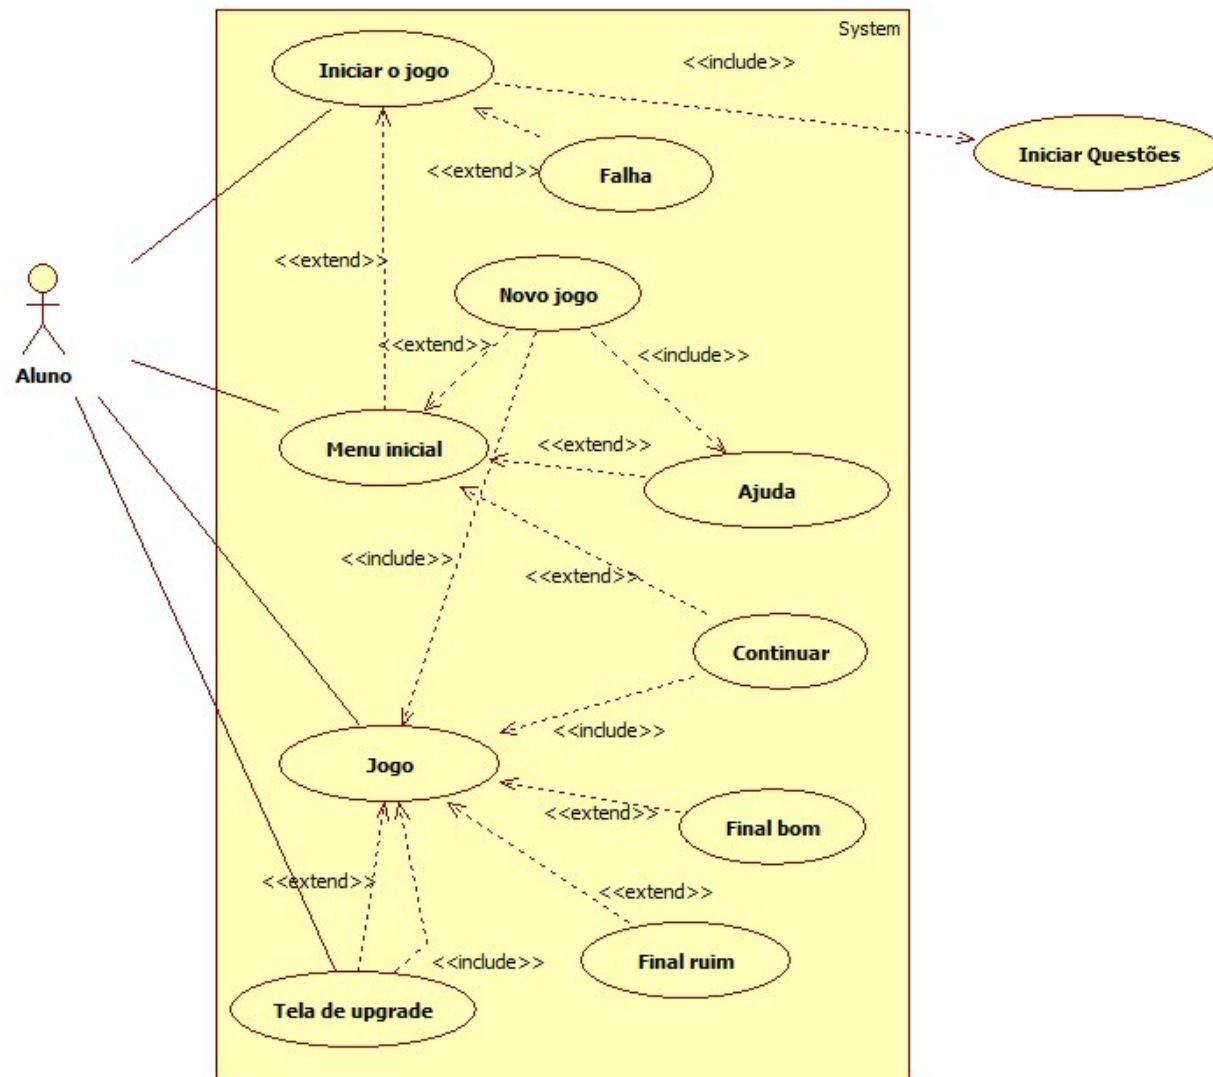 System
Iniciar o jogo
<<include>>
Iniciar Questões
<<extend>>
Falha
<<extend>>
Novo jogo
Aluno
<<extend>>
<<include>>
Menu inicial
<<extend>>
Ajuda
<<include>>
<<extend>>
Continuar
<<include>>
Jogo
<<extend>>
Final bom
<<extend>>
<<extend>>
<<include>>
Final ruim
Tela de upgrade